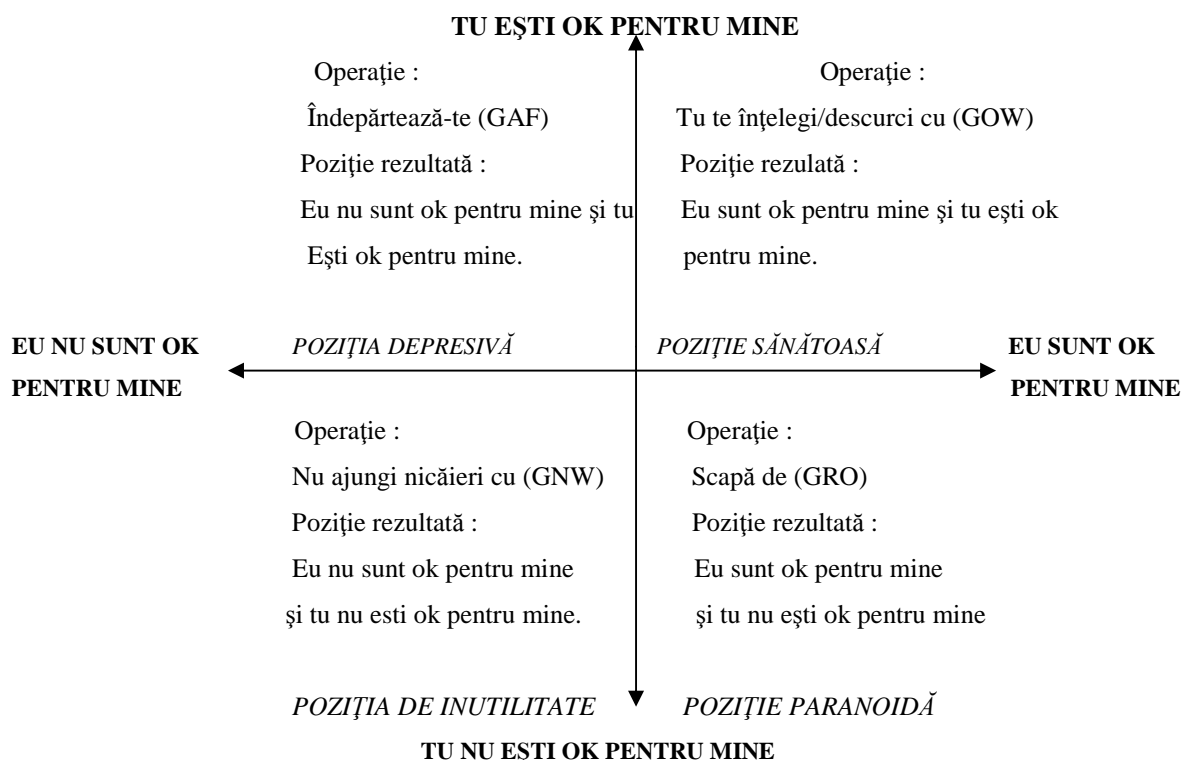 TU EŞTI OK PENTRU MINE
Operaţie :
Îndepărtează-te (GAF)
Poziţie rezultată :
Eu nu sunt ok pentru mine şi tu
Eşti ok pentru mine.
Operaţie :
Tu te înţelegi/descurci cu (GOW)
Poziţie rezulată :
Eu sunt ok pentru mine şi tu eşti ok
pentru mine.
EU NU SUNT OK
PENTRU MINE
POZIŢIA DEPRESIVĂ
POZIŢIE SĂNĂTOASĂ
EU SUNT OK
PENTRU MINE
Operaţie :
Nu ajungi nicăieri cu (GNW)
Poziţie rezultată :
Eu nu sunt ok pentru mine
şi tu nu esti ok pentru mine.
POZIŢIA DE INUTILITATE
Operaţie :
Scapă de (GRO)
Poziţie rezultată :
Eu sunt ok pentru mine
şi tu nu eşti ok pentru mine
POZIŢIE PARANOIDĂ
TU NU EŞTI OK PENTRU MINE